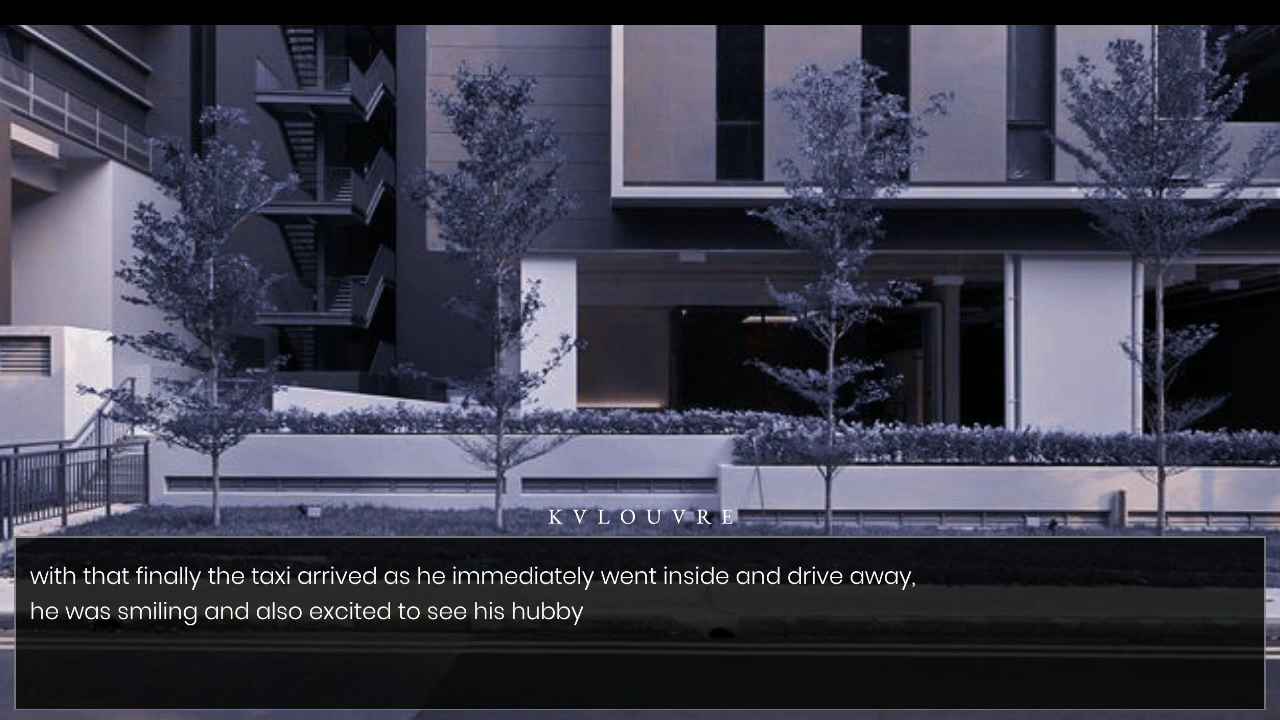 KVLOUVRE
with that finally the taxi arrived as he immediately went inside and drive away,
he was smiling and also excited to see his hubby